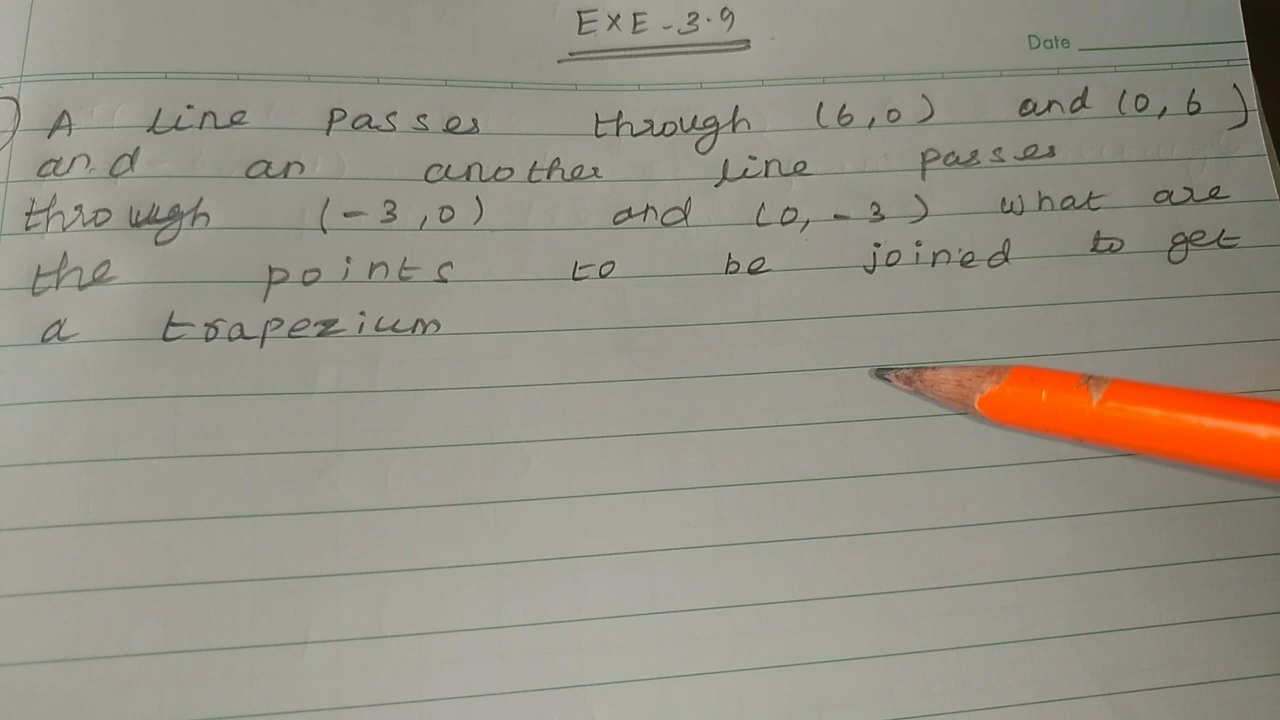 EXE-3.9
Date
) A line passes through (6,0) and (0,6)
and an another line passes
through (-3,0) and (0,-3) what are
the points to be joined to get
a trapezium